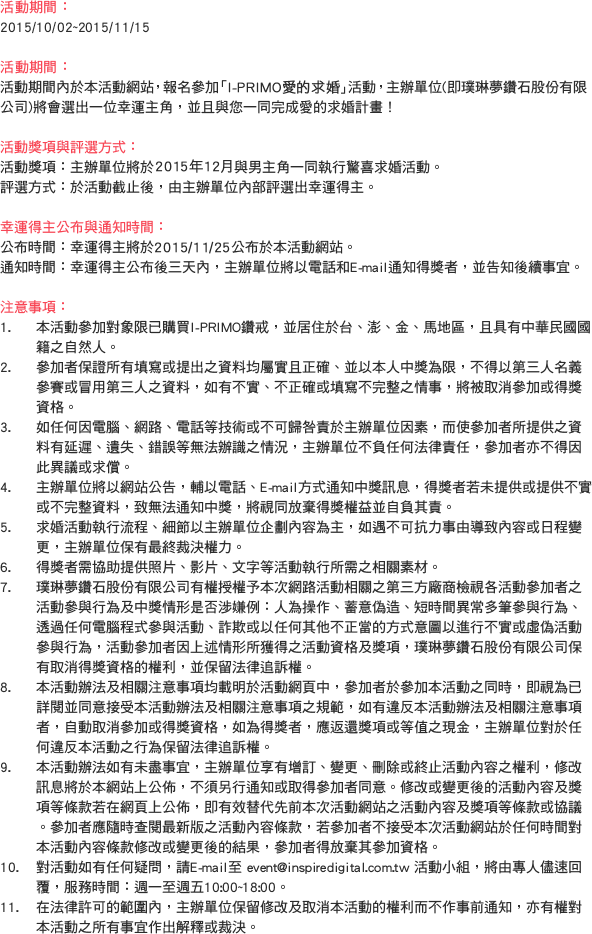 活動期間：
2015/10/02~2015/11/15
活動期間：
活動期間內於本活動網站，報名參加「I-PRIMO愛的求婚」活動，主辦單位(即璞琳夢鑽石股份有限
公司)將會選出一位幸運主角，並且與您一同完成愛的求婚計畫！
活動獎項與評選方式：
活動獎項：主辦單位將於2015年12月與男主角一同執行驚喜求婚活動。
評選方式：於活動截止後，由主辦單位內部評選出幸運得主。
幸運得主公布與通知時間：
公布時間：幸運得主將於2015/11/25公布於本活動網站。
通知時間：幸運得主公布後三天內，主辦單位將以電話和E-mail通知得獎者，並告知後續事宜。
注意事項：
1. 本活動參加對象限已購買I-PRIMO鑽戒，並居住於台、澎、金、馬地區，且具有中華民國國
籍之自然人。
2. 參加者保證所有填寫或提出之資料均屬實且正確、並以本人中獎為限，不得以第三人名義
參賽或冒用第三人之資料，如有不實、不正確或填寫不完整之情事，將被取消參加或得獎
資格。
3. 如任何因電腦、網路、電話等技術或不可歸咎責於主辦單位因素，而使參加者所提供之資
料有延遲、遺失、錯誤等無法辦識之情況，主辦單位不負任何法律責任，參加者亦不得因
此異議或求償。
4. 主辦單位將以網站公告，輔以電話、E-mail方式通知中獎訊息，得獎者若未提供或提供不實
或不完整資料，致無法通知中獎，將視同放棄得獎權益並自負其責。
5. 求婚活動執行流程、細節以主辦單位企劃內容為主，如遇不可抗力事由導致內容或日程變
更，主辦單位保有最終裁決權力。
6. 得獎者需協助提供照片、影片、文字等活動執行所需之相關素材。
7. 璞琳夢鑽石股份有限公司有權授權予本次網路活動相關之第三方廠商檢視各活動參加者之
活動參與行為及中獎情形是否涉嫌例：人為操作、蓄意偽造、短時間異常多筆參與行為、
透過任何電腦程式參與活動、詐欺或以任何其他不正當的方式意圖以進行不實或虛偽活動
參與行為，活動參加者因上述情形所獲得之活動資格及獎項，璞琳夢鑽石股份有限公司保
有取消得獎資格的權利，並保留法律追訴權。
8. 本活動辦法及相關注意事項均載明於活動網頁中，參加者於參加本活動之同時，即視為已
詳閱並同意接受本活動辦法及相關注意事項之規範，如有違反本活動辦法及相關注意事項
者，自動取消參加或得獎資格，如為得獎者，應返還獎項或等值之現金，主辦單位對於任
何違反本活動之行為保留法律追訴權。
9. 本活動辦法如有未盡事宜，主辦單位享有增訂、變更、刪除或終止活動內容之權利，修改
訊息將於本網站上公佈，不須另行通知或取得參加者同意。修改或變更後的活動內容及獎
項等條款若在網頁上公佈，即有效替代先前本次活動網站之活動內容及獎項等條款或協議
。參加者應隨時查閱最新版之活動內容條款，若參加者不接受本次活動網站於任何時間對
本活動內容條款修改或變更後的結果，參加者得放棄其參加資格。
10. 對活動如有任何疑問，請E-mail至 event@inspiredigital.com.tw 活動小組，將由專人儘速回
覆，服務時間：週一至週五10:00~18:00。
11. 在法律許可的範圍內，主辦單位保留修改及取消本活動的權利而不作事前通知，亦有權對
本活動之所有事宜作出解釋或裁決。